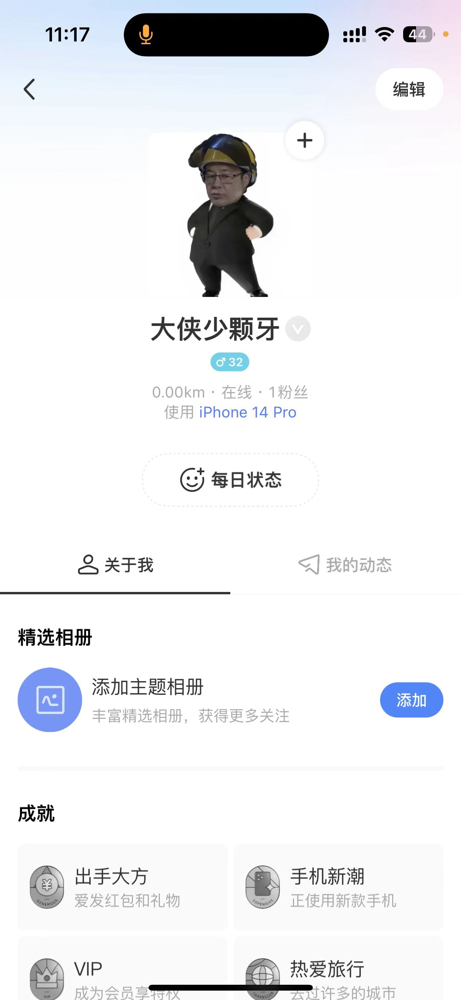 11:17
44
编辑
大侠少颗牙
♂ 32
0.00km · 在线 · 1粉丝
使用 iPhone 14 Pro
每日状态
关于我
我的动态
精选相册
添加主题相册
丰富精选相册，获得更多关注
添加
成就
出手大方
爱发红包和礼物
GENEROUS
手机新潮
正使用新款手机
EXPENSIVE
VIP
成为会员享特权
VIP
热爱旅行
去过许多的城市
TRAVELLER